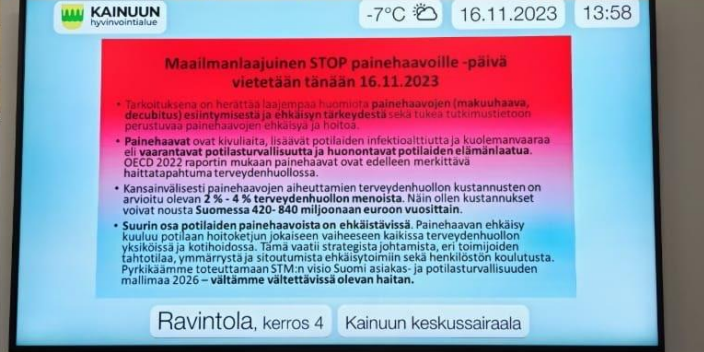 KAINUUN
hyvinvointialue
-7°C
16.11.2023
13:58
Maailmanlaajuinen STOP painehaavoille -päivä
vietetään tänään 16.11.2023
• Tarkoituksena on herättää laajempaa huomiota painehaavojen (makuuhaava,
decubitus) esiintymisestä ja ehkäisyn tärkeydestä sekä tukea tutkimustietoon
perustuvaa painehaavojen ehkäisyä ja hoitoa.
• Painehaavat ovat kivuliaita, lisäävät potilaiden infektioalttiutta ja kuolemanvaaraa
eli vaarantavat potilasturvallisuutta ja huonontavat potilaiden elämänlaatua.
OECD 2022 raportin mukaan painehaavat ovat edelleen merkittävä
haittatapahtuma terveydenhuollossa.
• Kansainvälisesti painehaavojen aiheuttamien terveydenhuollon kustannusten on
arvioitu olevan 2 % - 4 % terveydenhuollon menoista. Näin ollen kustannukset
voivat nousta Suomessa 420- 840 miljoonaan euroon vuosittain.
• Suurin osa potilaiden painehaavoista on ehkäistävissä. Painehaavan ehkäisy
kuuluu potilaan hoitoketjun jokaiseen vaiheeseen kaikissa terveydenhuollon
yksiköissä ja kotihoidossa. Tämä vaatii strategista johtamista, eri toimijoiden
tahtotilaa, ymmärrystä ja sitoutumista ehkäisytoimiin sekä henkilöstön koulutusta.
Pyrkikäämme toteuttamaan STM:n visio Suomi asiakas- ja potilasturvallisuuden
mallimaa 2026 – vältämme vältettävissä olevan haitan.
Ravintola, kerros 4
Kainuun keskussairaala